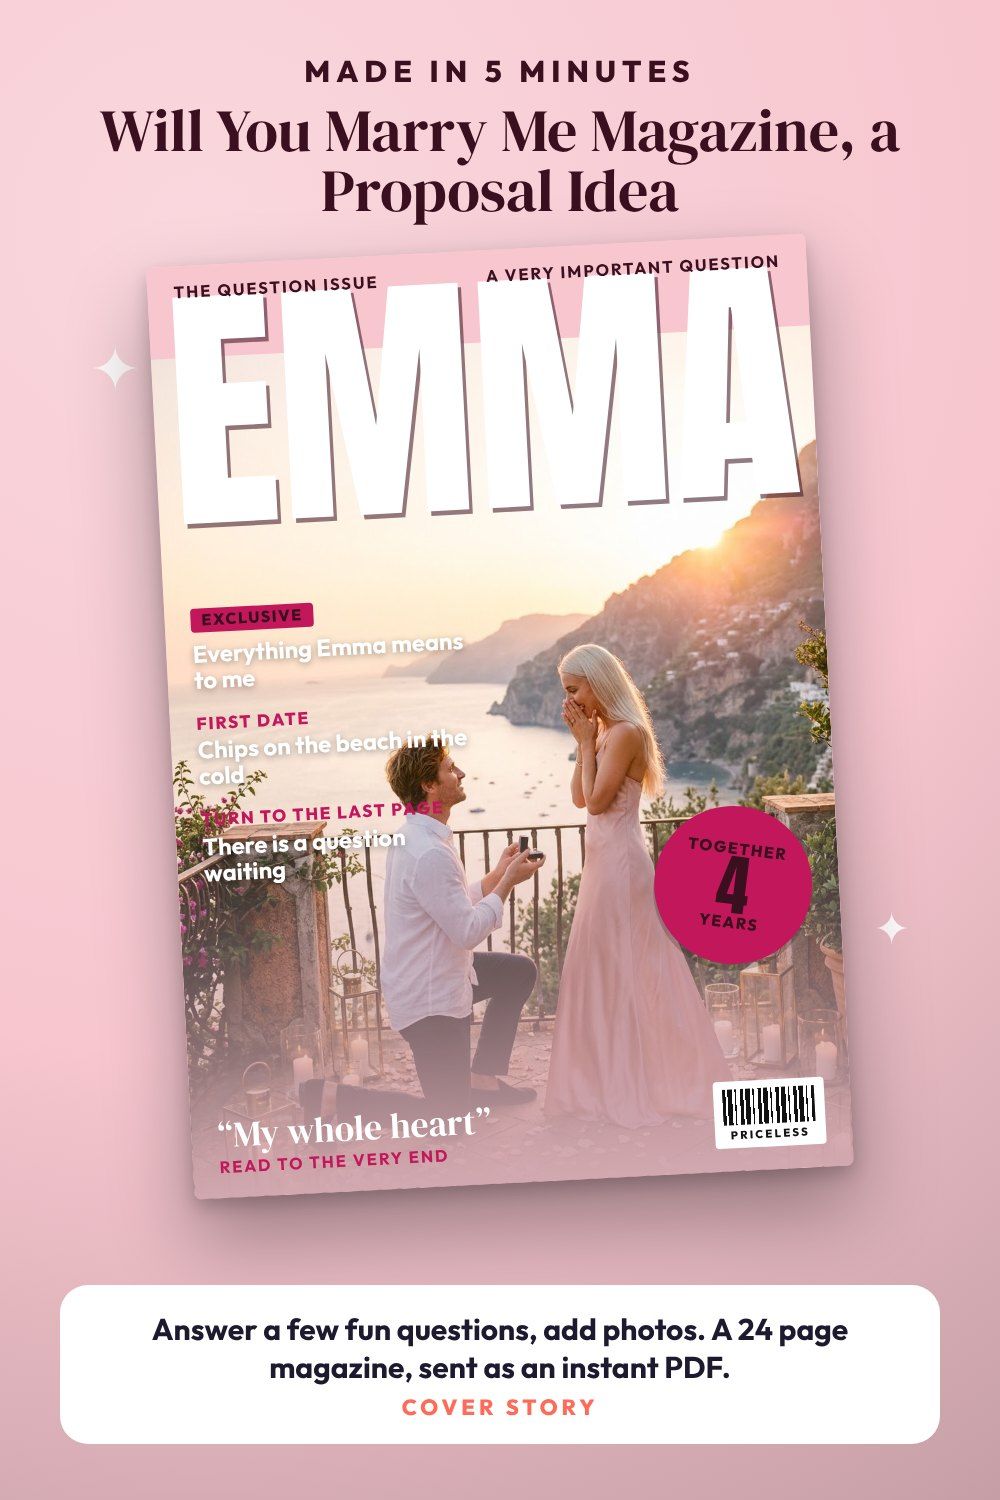 MADE IN 5 MINUTES
Will You Marry Me Magazine, a
Proposal Idea
THE QUESTION ISSUE
A VERY IMPORTANT QUESTION
EMMA
EXCLUSIVE
Everything Emma means
to me
FIRST DATE
Chips on the beach in the
cold
TURN TO THE LAST PAGE
There is a question
waiting
TOGETHER
4
YEARS
“My whole heart”
READ TO THE VERY END
PRICELESS
Answer a few fun questions, add photos. A 24 page
magazine, sent as an instant PDF.
COVER STORY